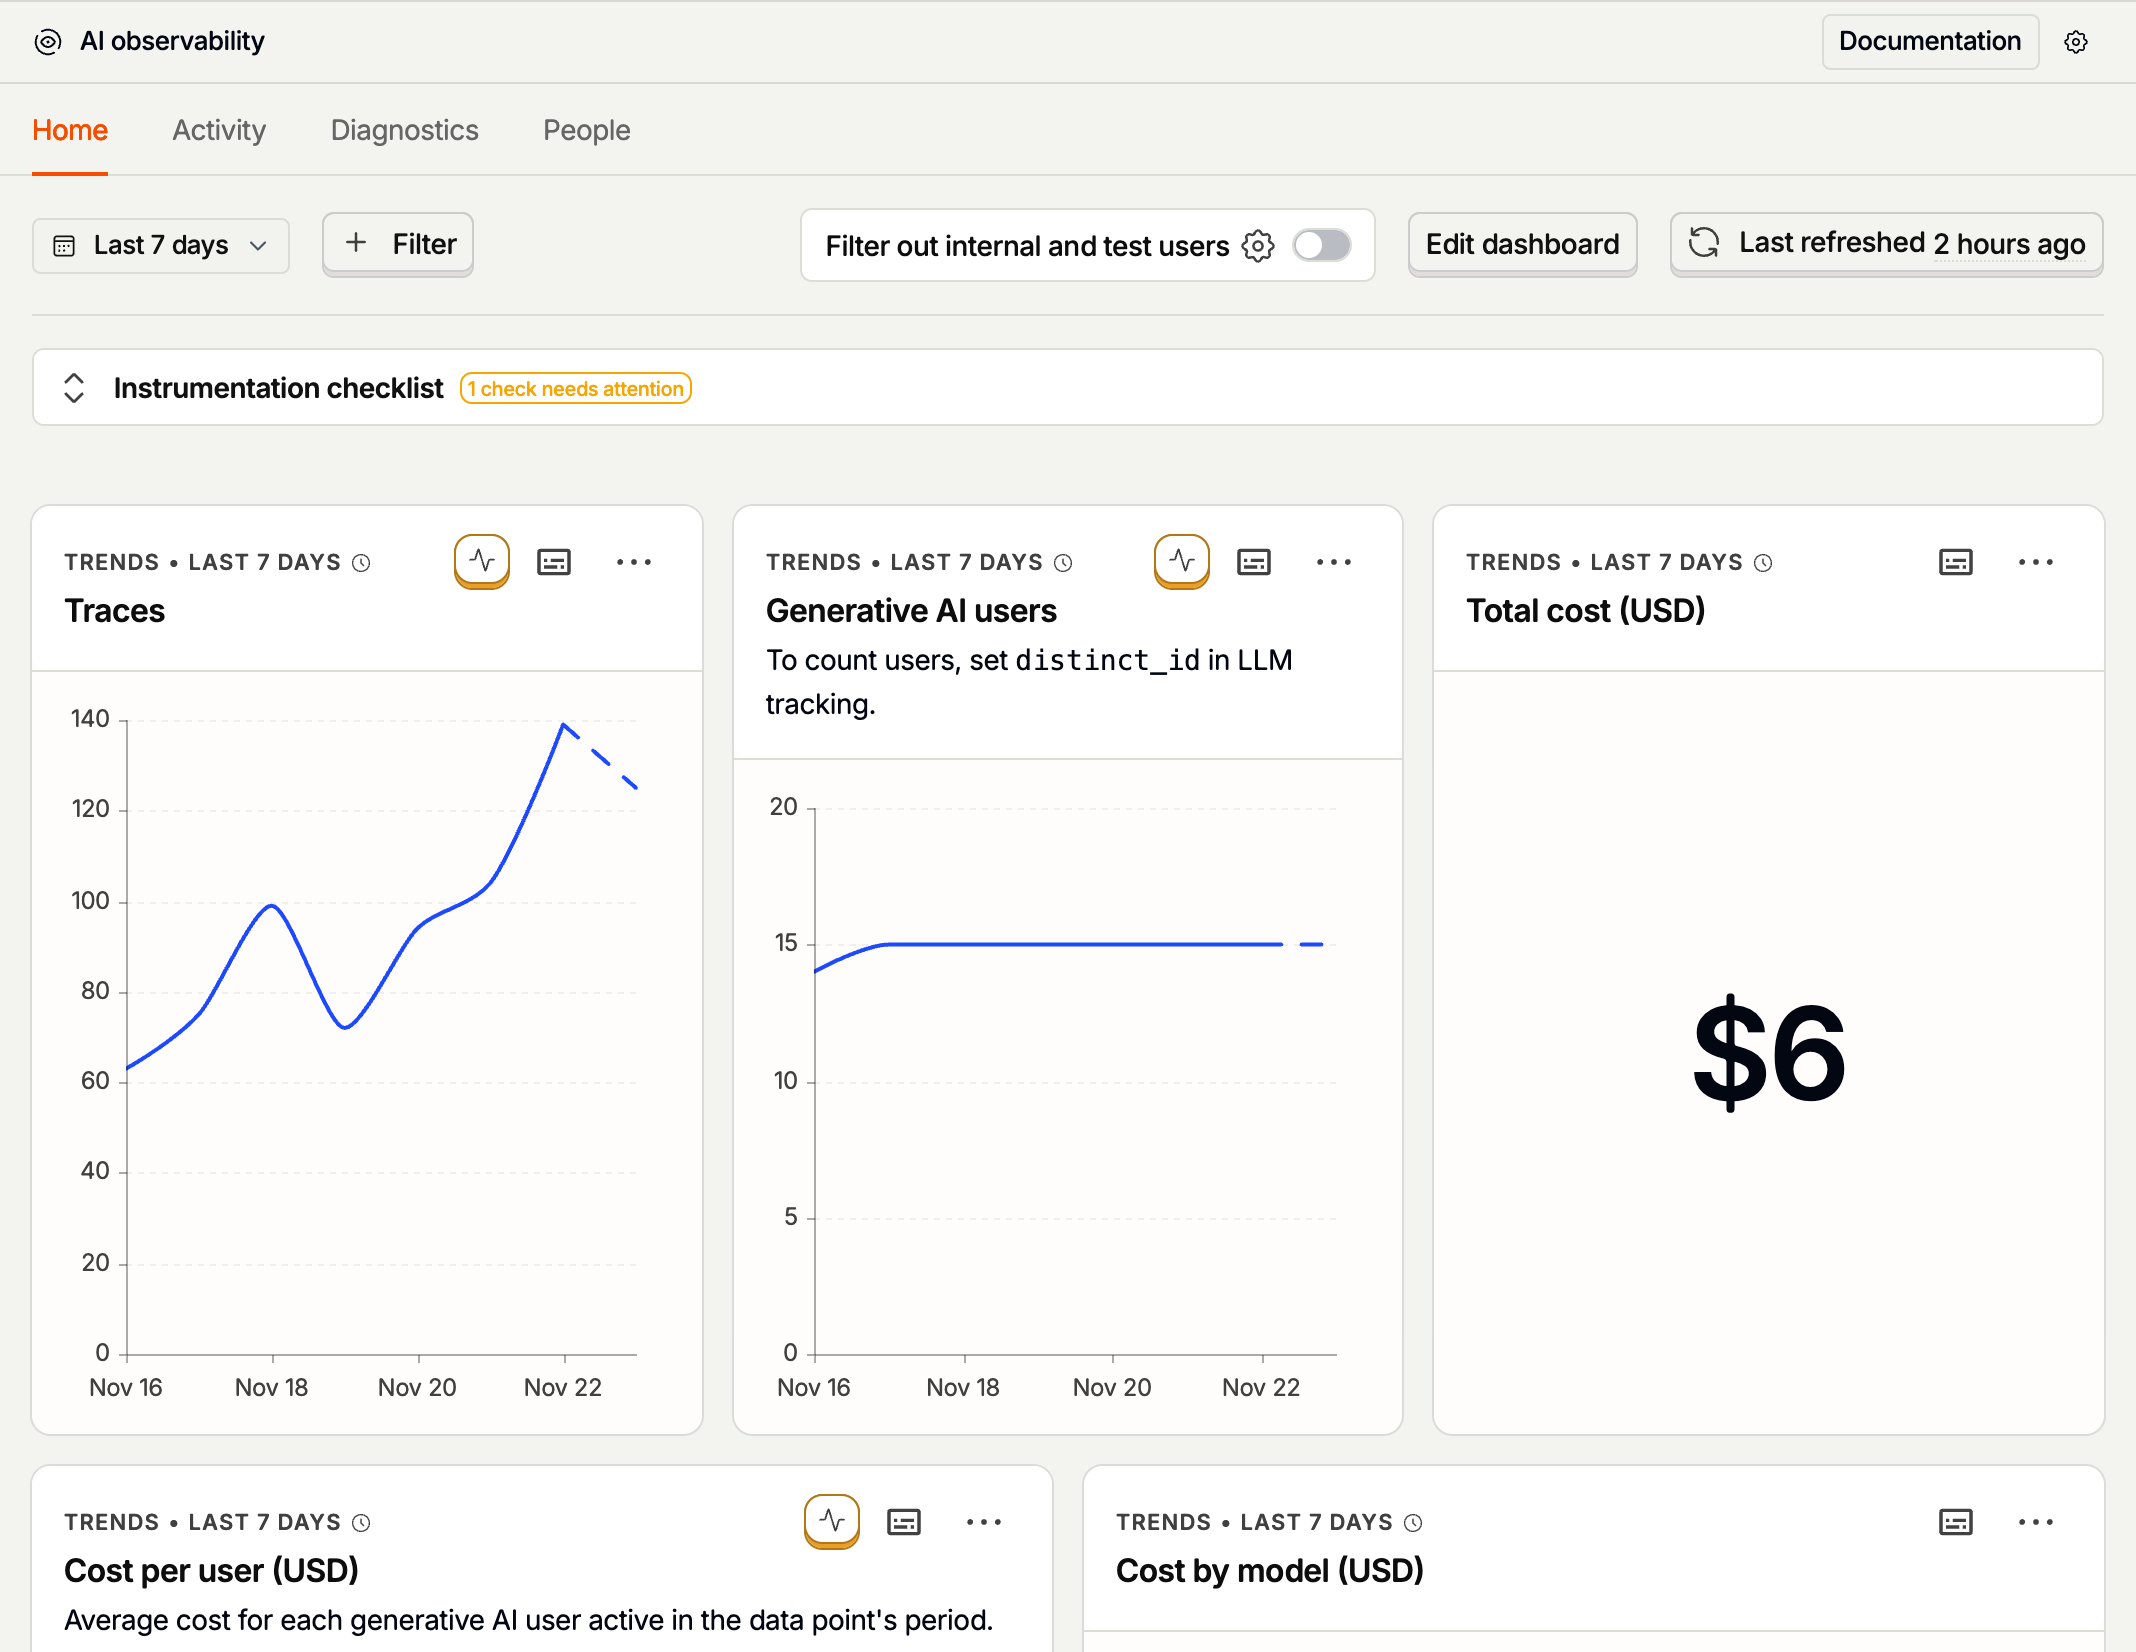 AI observability
Documentation
Home
Activity
Diagnostics
People
Last 7 days
Filter
Filter out internal and test users
Edit dashboard
Last refreshed 2 hours ago
Instrumentation checklist
1 check needs attention
TRENDS • LAST 7 DAYS
Traces
140
120
100
80
60
40
20
0
Nov 16
Nov 18
Nov 20
Nov 22
TRENDS • LAST 7 DAYS
Generative AI users
To count users, set distinct_id in LLM
tracking.
20
15
10
5
0
Nov 16
Nov 18
Nov 20
Nov 22
TRENDS • LAST 7 DAYS
Total cost (USD)
$6
TRENDS • LAST 7 DAYS
Cost per user (USD)
Average cost for each generative AI user active in the data point's period.
TRENDS • LAST 7 DAYS
Cost by model (USD)